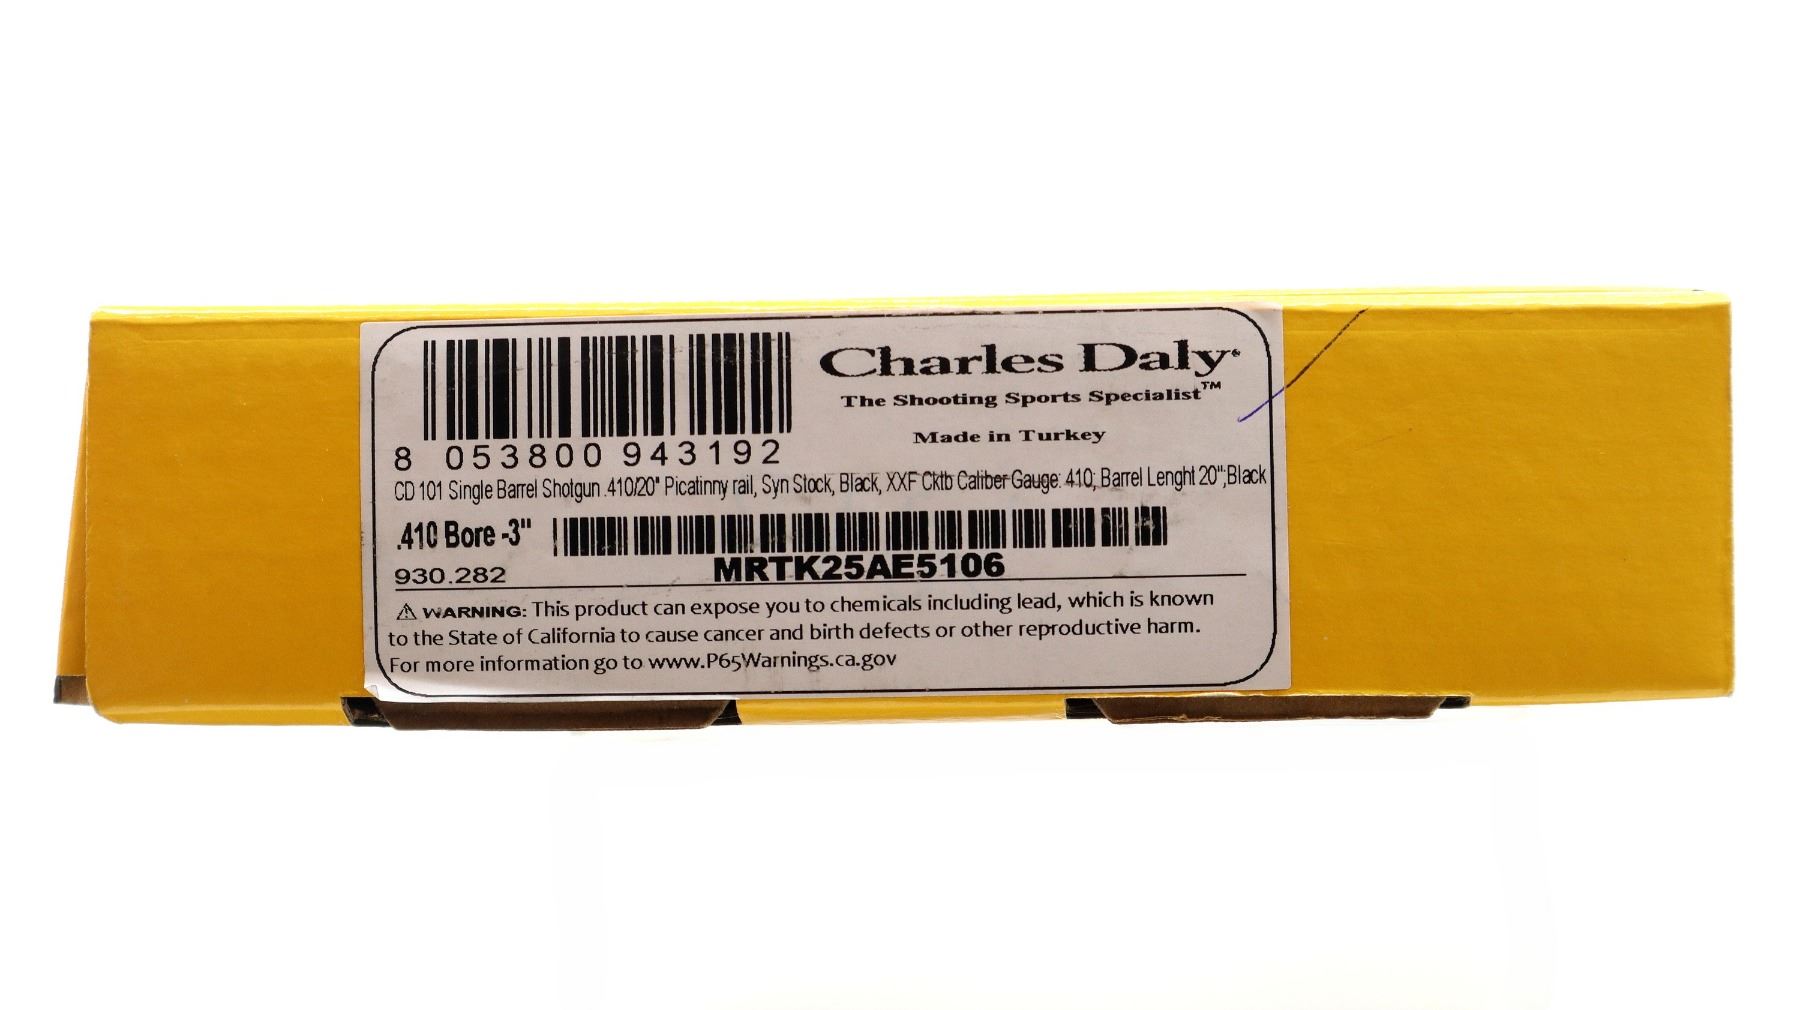 Charles Daly®
The Shooting Sports Specialist™
Made in Turkey
8 053800 943192
CD 101 Single Barrel Shotgun .410/20" Picatinny rail, Syn Stock, Black, XXF Cktb Caliber Gauge: 410; Barrel Lenght 20";Black
.410 Bore -3"
MRTK25AE5106
930.282
⚠ WARNING: This product can expose you to chemicals including lead, which is known
to the State of California to cause cancer and birth defects or other reproductive harm.
For more information go to www.P65Warnings.ca.gov